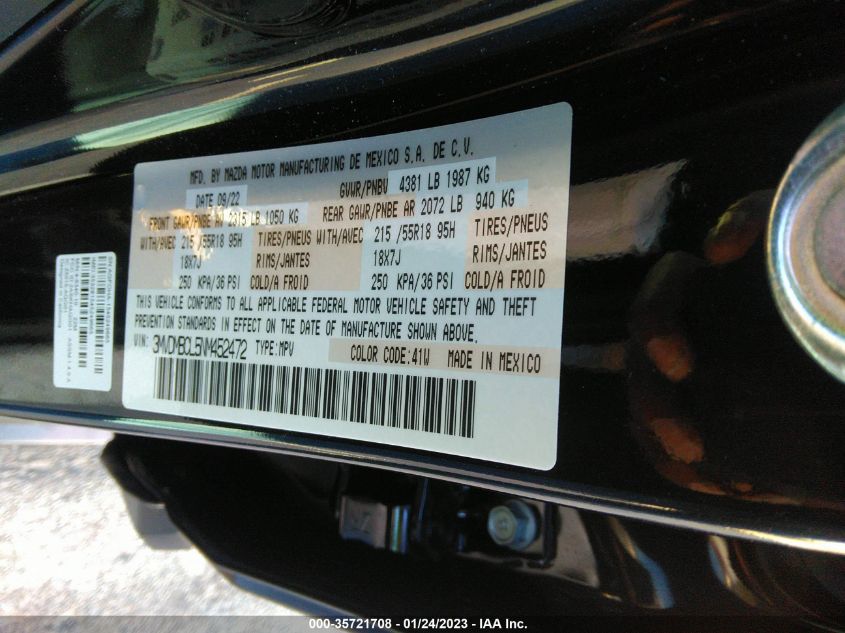 MFD. BY MAZDA MOTOR MANUFACTURING DE MEXICO S.A. DE C.V.
DATE 09/22 GVWR/PNBV 4381 LB 1987 KG
FRONT GAWR/PNBE AV 2315 LB 1050 KG REAR GAWR/PNBE AR 2072 LB 940 KG
WITH/AVEC 215 /55R18 95H TIRES/PNEUS WITH/AVEC 215 /55R18 95H TIRES/PNEUS
18X7J RIMS/JANTES 18X7J RIMS/JANTES
250 KPA/36 PSI COLD/A FROID 250 KPA/36 PSI COLD/A FROID
THIS VEHICLE CONFORMS TO ALL APPLICABLE FEDERAL MOTOR VEHICLE SAFETY AND THEFT
PREVENTION STANDARDS IN EFFECT ON THE DATE OF MANUFACTURE SHOWN ABOVE.
VIN: 3MVDMBCL5NM452472 TYPE:MPV COLOR CODE:41W MADE IN MEXICO
000-35721708 - 01/24/2023 - IAA Inc.